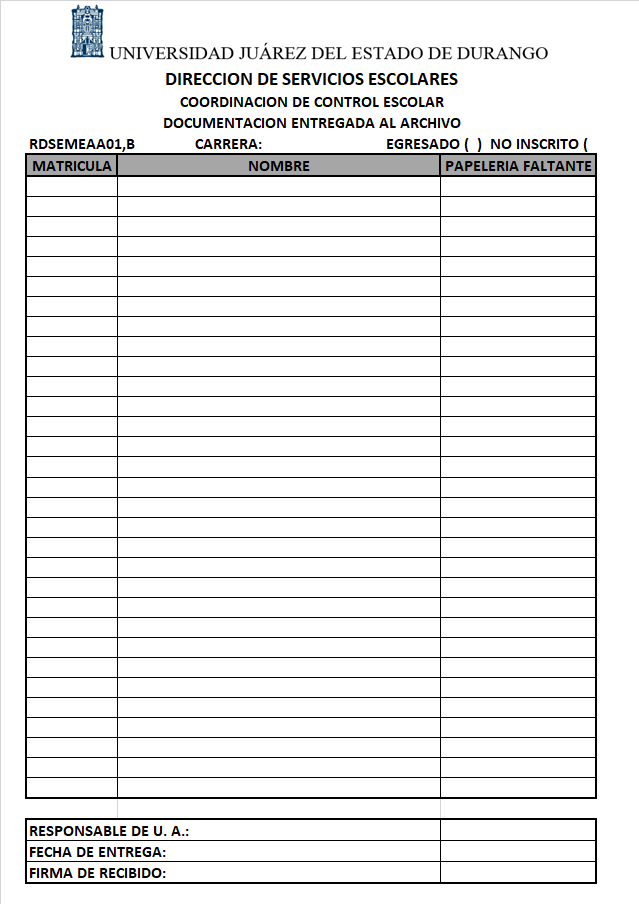 UNIVERSIDAD JUÁREZ DEL ESTADO DE DURANGO
DIRECCION DE SERVICIOS ESCOLARES
COORDINACION DE CONTROL ESCOLAR
DOCUMENTACION ENTREGADA AL ARCHIVO
RDSEMEAA01,B CARRERA: EGRESADO ( ) NO INSCRITO (
MATRICULA NOMBRE PAPELERIA FALTANTE
RESPONSABLE DE U. A.:
FECHA DE ENTREGA:
FIRMA DE RECIBIDO: